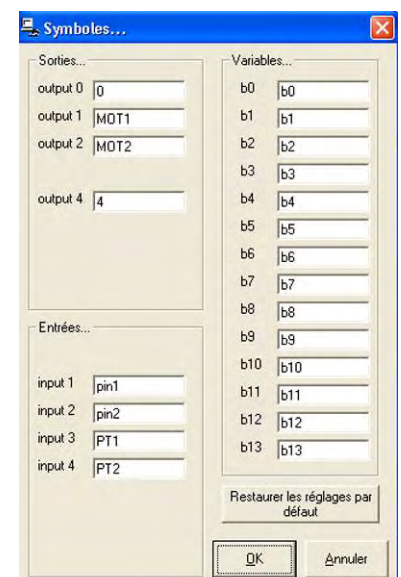 Symboles...
Sorties...
output 0 0
output 1 MOT1
output 2 MOT2
output 4 4
Entrées...
input 1 pin1
input 2 pin2
input 3 PT1
input 4 PT2
Variables...
b0 b0
b1 b1
b2 b2
b3 b3
b4 b4
b5 b5
b6 b6
b7 b7
b8 b8
b9 b9
b10 b10
b11 b11
b12 b12
b13 b13
Restaurer les réglages par
défaut
OK
Annuler